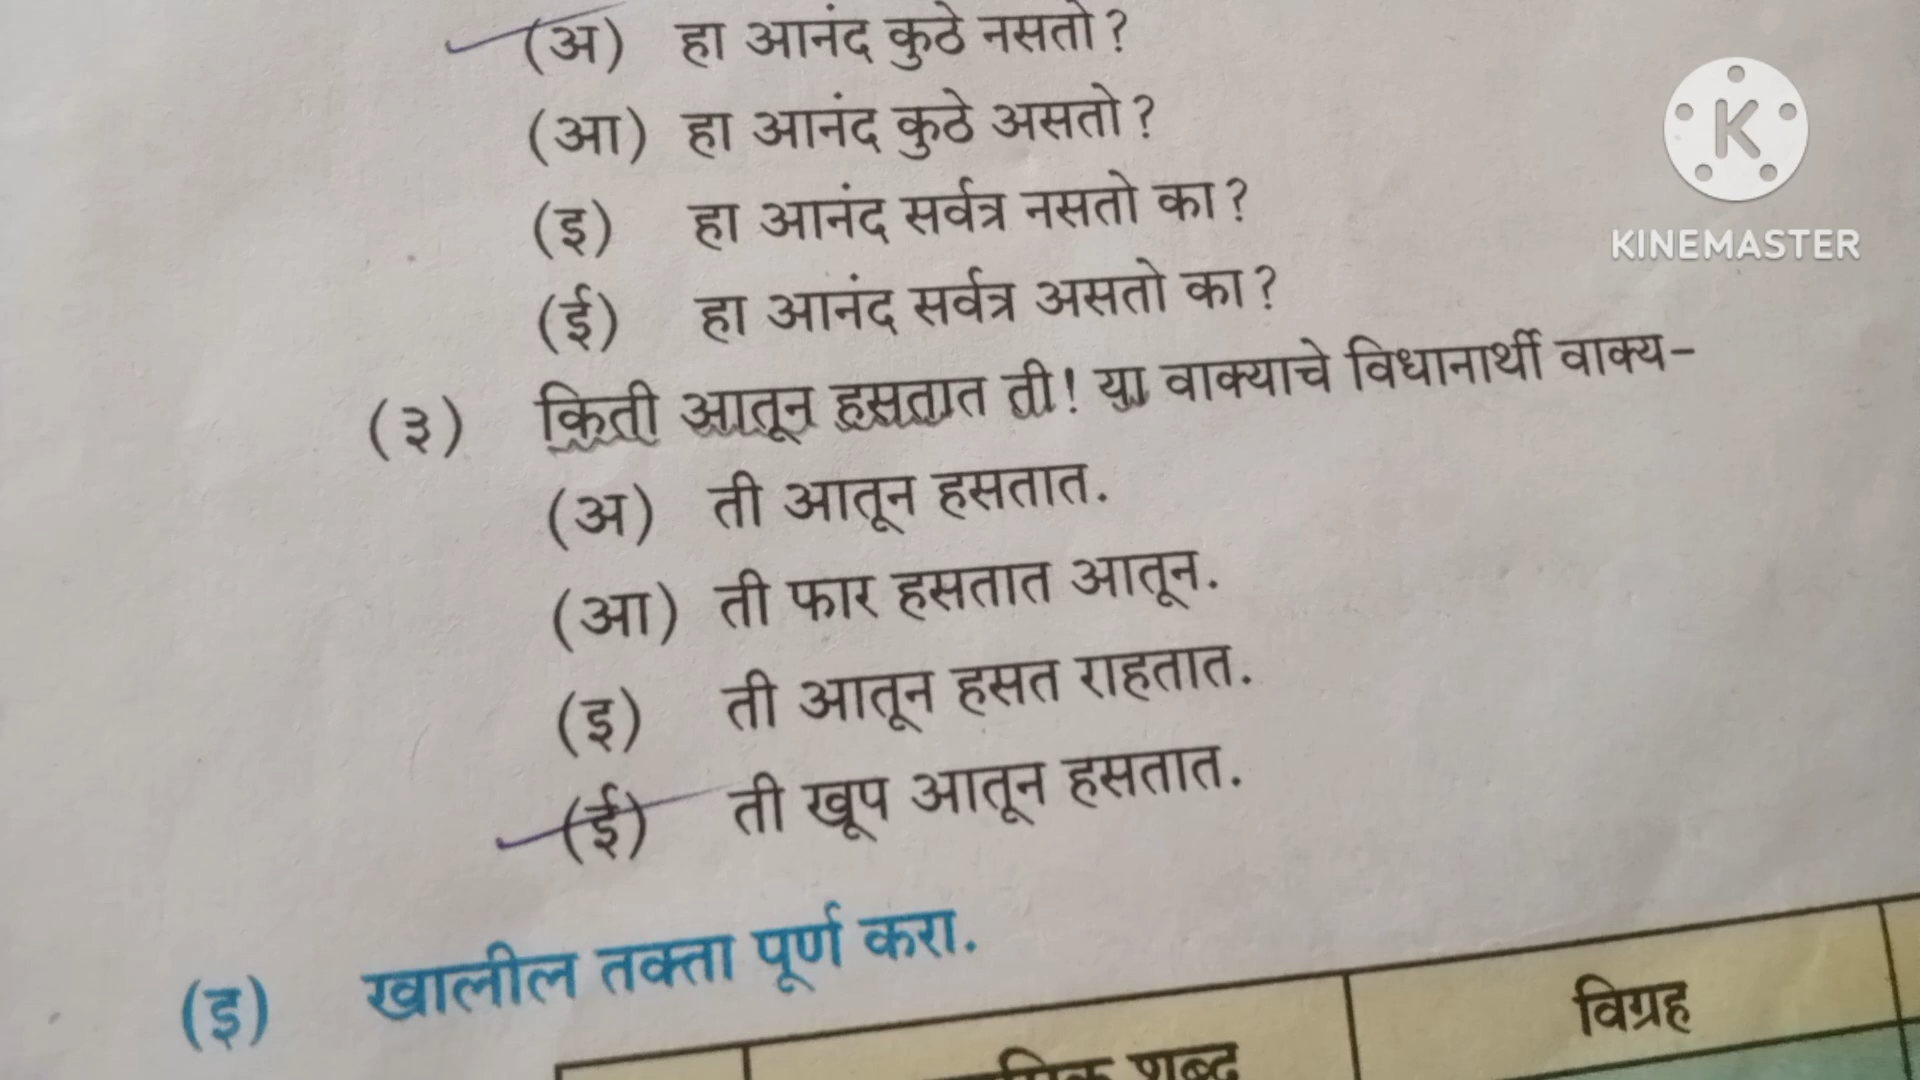 (अ) हा आनंद कुठे नसतो?
(आ) हा आनंद कुठे असतो?
(इ) हा आनंद सर्वत्र नसतो का?
(ई) हा आनंद सर्वत्र असतो का?
(३) किती आतून हसतात ती! या वाक्याचे विधानार्थी वाक्य-
(अ) ती आतून हसतात.
(आ) ती फार हसतात आतून.
(इ) ती आतून हसत राहतात.
(ई) ती खूप आतून हसतात.
(इ) खालील तक्ता पूर्ण करा.
शब्द
विग्रह
K
KINEMASTER